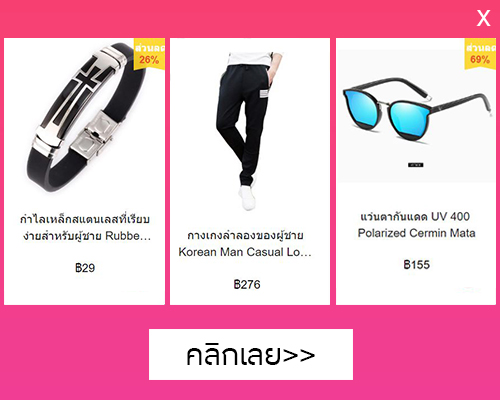 X
ส่วนลด
26%
ส่วนลด
69%
กำไลเหล็กสแตนเลสที่เรียบ
ง่ายสำหรับผู้ชาย Rubbe...
฿29
กางเกงลำลองของผู้ชาย
Korean Man Casual Lo...
฿276
แว่นตากันแดด UV 400
Polarized Cermin Mata
฿155
คลิกเลย>>